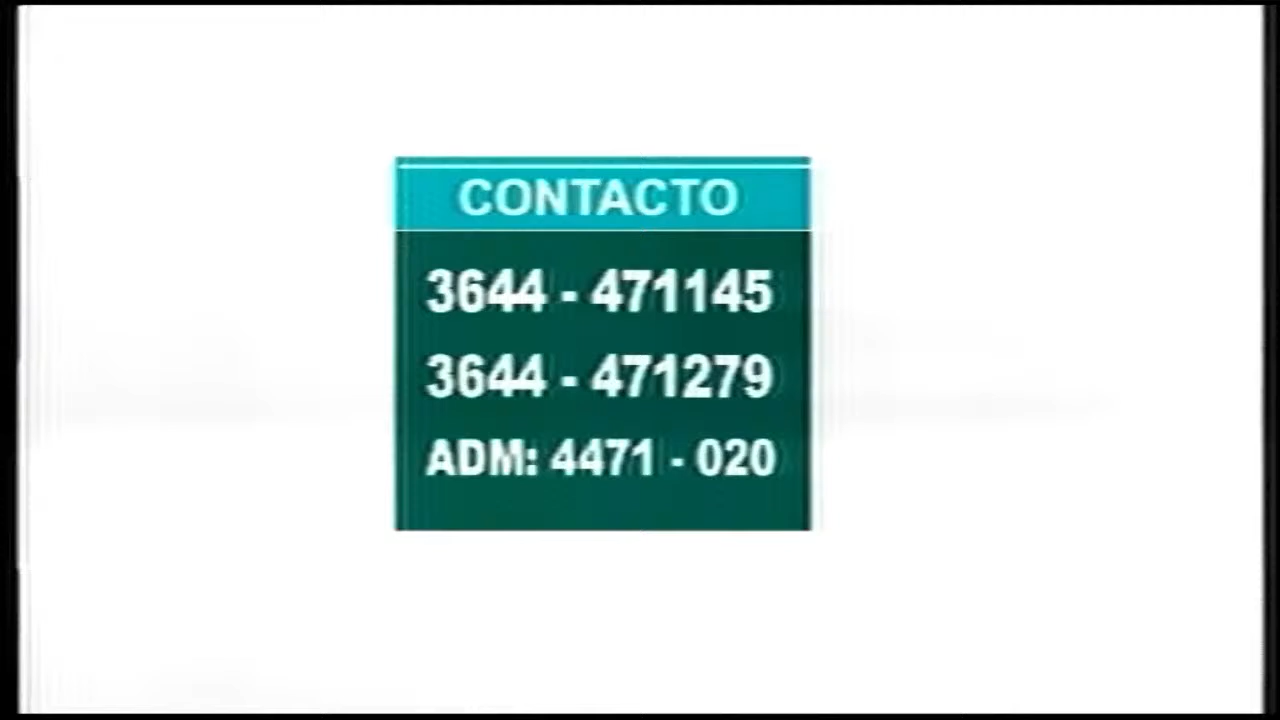 CONTACTO
3644 - 471145
3644 - 471279
ADM: 4471 - 020